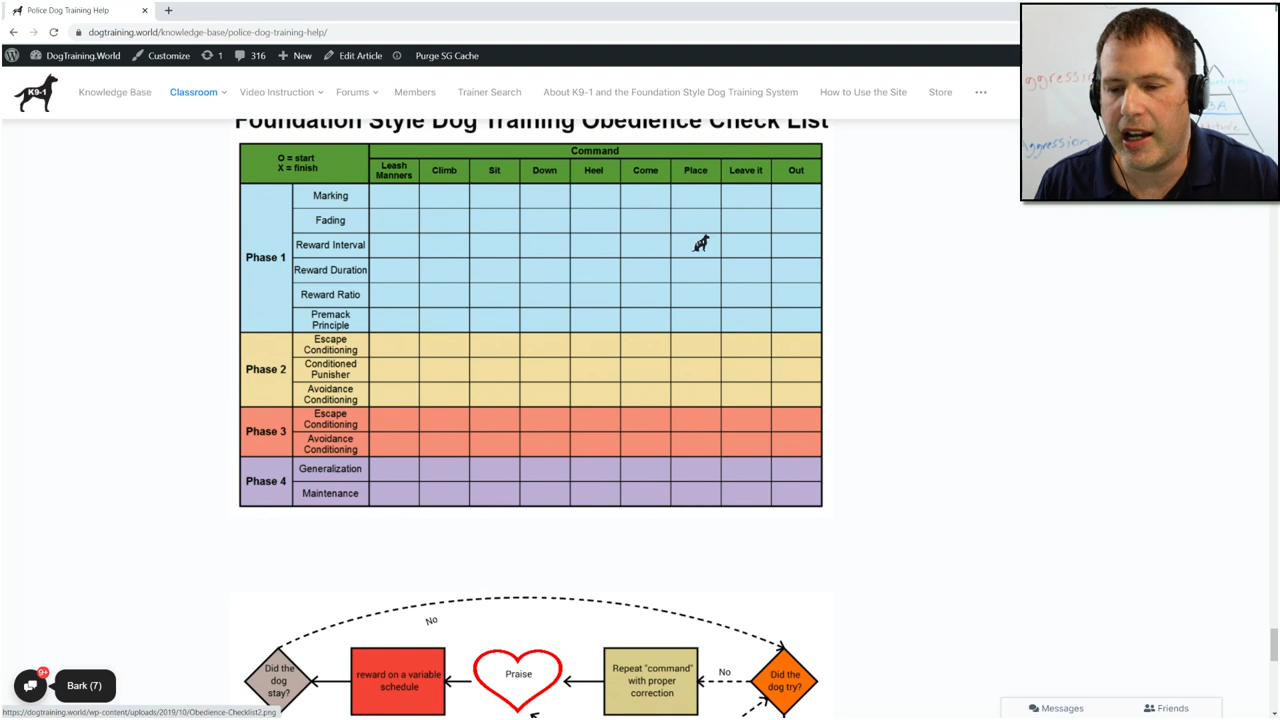 Police Dog Training Help
dogtraining.world/knowledge-base/police-dog-training-help/
DogTraining.World Customize 1 316 New Edit Article Purge SG Cache
K9-1 Knowledge Base Classroom Video Instruction Forums Members Trainer Search About K9-1 and the Foundation Style Dog Training System How to Use the Site Store
Foundation Style Dog Training Obedience Check List
O = start
X = finish
Command
Leash Manners Climb Sit Down Heel Come Place Leave it Out
Phase 1
Marking
Fading
Reward Interval
Reward Duration
Reward Ratio
Premack
Principle
Phase 2
Escape
Conditioning
Conditioned
Punisher
Avoidance
Conditioning
Phase 3
Escape
Conditioning
Avoidance
Conditioning
Phase 4
Generalization
Maintenance
No
Did the
dog
stay?
reward on a variable
schedule
Praise
Repeat "command"
with proper
correction
No
Did the
dog try?
9+
Bark (7)
https://dogtraining.world/wp-content/uploads/2019/10/Obedience-Checklist2.png
Messages Friends
Aggression